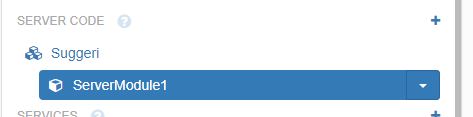 SERVER CODE
Suggeri
ServerModule1
SERVICES